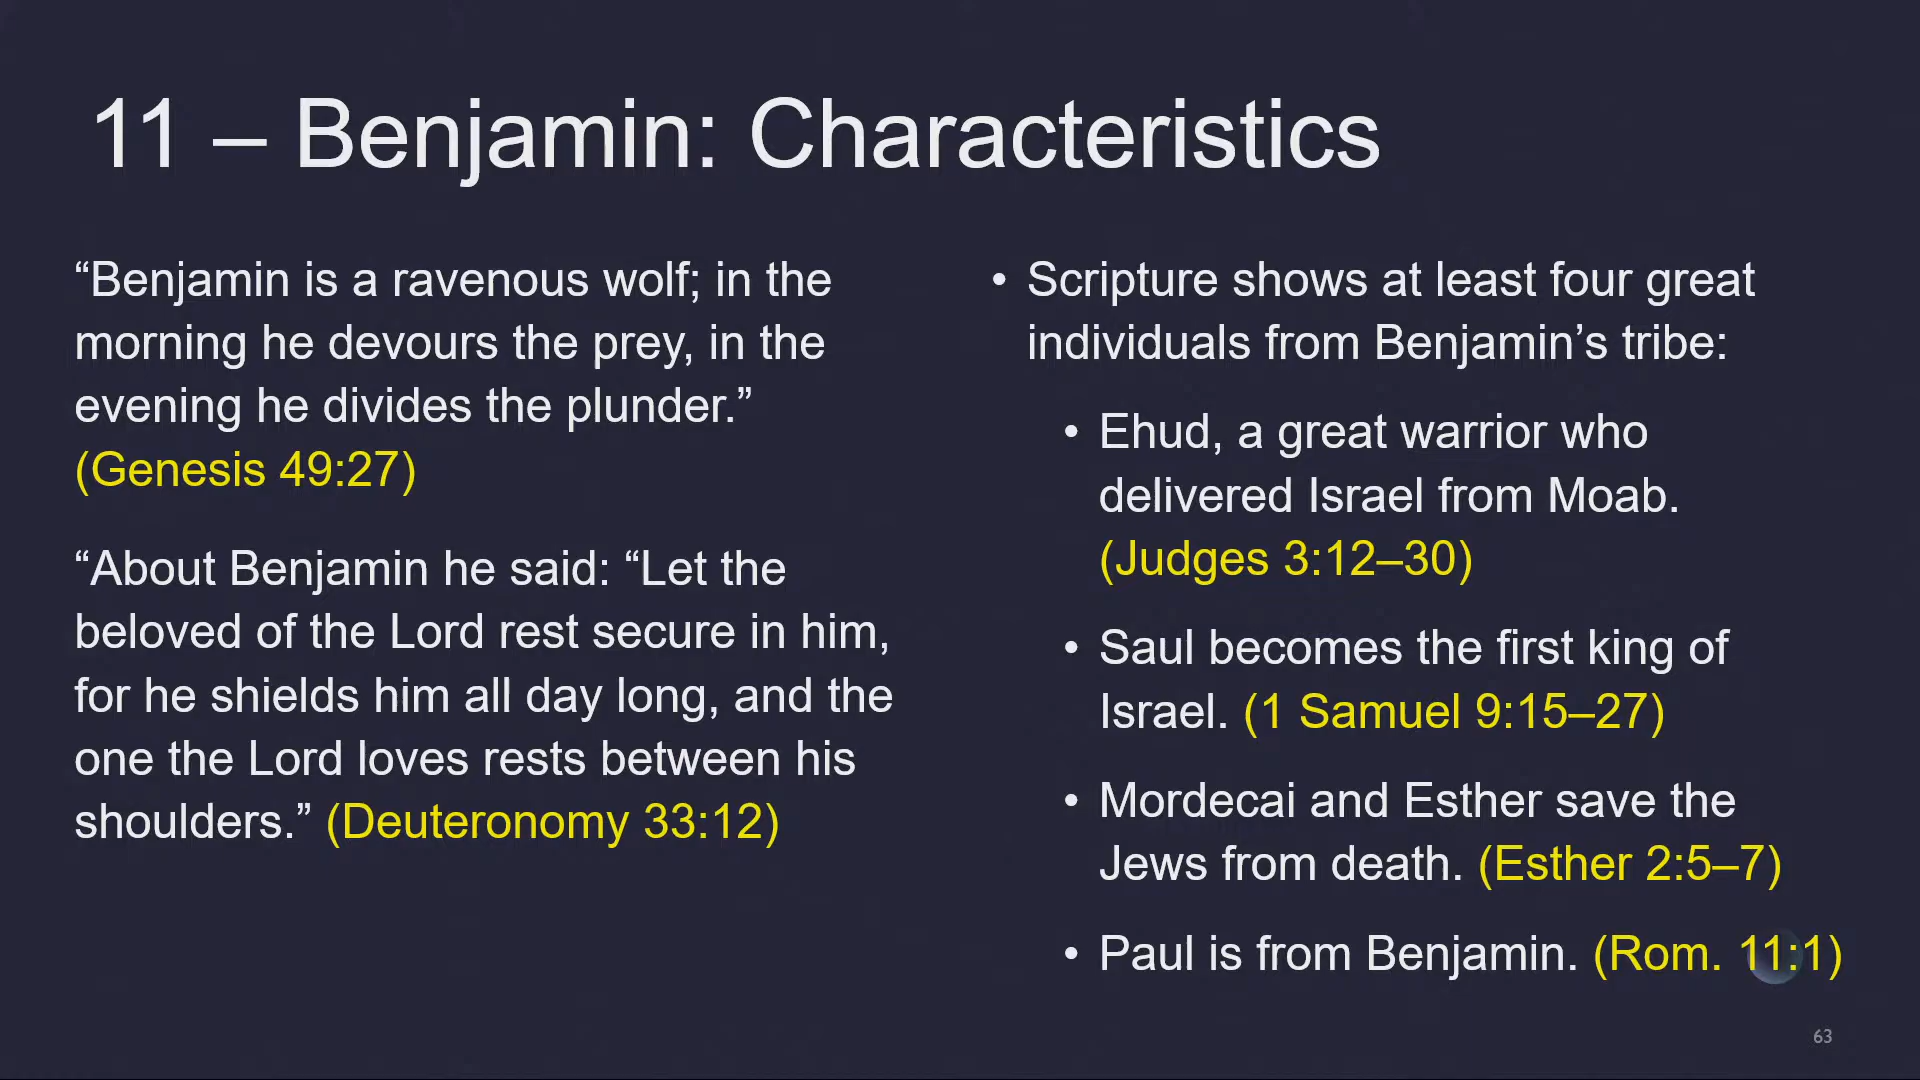 11 – Benjamin: Characteristics
“Benjamin is a ravenous wolf; in the
morning he devours the prey, in the
evening he divides the plunder.”
(Genesis 49:27)
“About Benjamin he said: “Let the
beloved of the Lord rest secure in him,
for he shields him all day long, and the
one the Lord loves rests between his
shoulders.” (Deuteronomy 33:12)
• Scripture shows at least four great
individuals from Benjamin’s tribe:
• Ehud, a great warrior who
delivered Israel from Moab.
(Judges 3:12–30)
• Saul becomes the first king of
Israel. (1 Samuel 9:15–27)
• Mordecai and Esther save the
Jews from death. (Esther 2:5–7)
• Paul is from Benjamin. (Rom. 11:1)
63